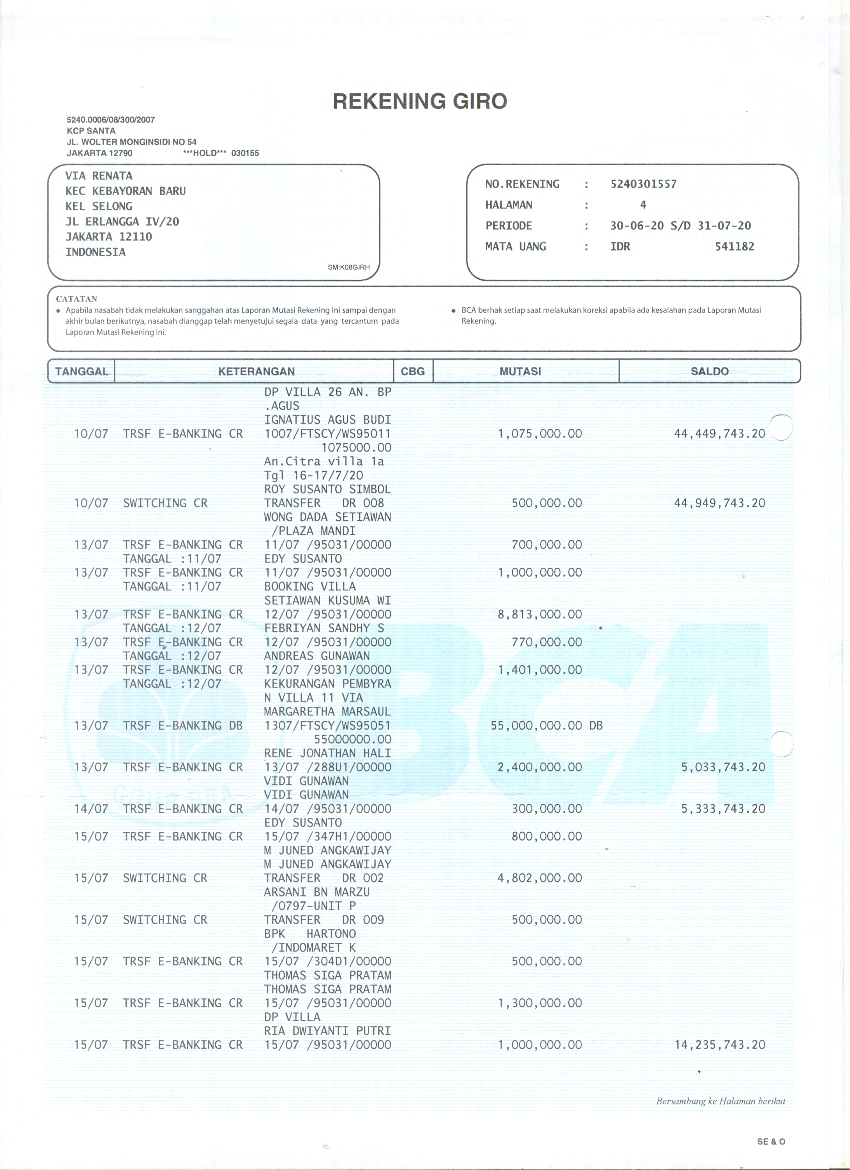 REKENING GIRO
5240.0006/08/300/2007
KCP SANTA
JL. WOLTER MONGINSIDI NO 54
JAKARTA 12790 ***HOLD*** 030155
VIA RENATA
KEC KEBAYORAN BARU
KEL SELONG
JL ERLANGGA IV/20
JAKARTA 12110
INDONESIA
SM:K08GIRH
NO.REKENING : 5240301557
HALAMAN : 4
PERIODE : 30-06-20 S/D 31-07-20
MATA UANG : IDR 541182
CATATAN
• Apabila nasabah tidak melakukan sanggahan atas Laporan Mutasi Rekening ini sampai dengan
akhir bulan berikutnya, nasabah dianggap telah menyetujui segala data yang tercantum pada
Laporan Mutasi Rekening ini.
• BCA berhak setiap saat melakukan koreksi apabila ada kesalahan pada Laporan Mutasi
Rekening.
TANGGAL KETERANGAN CBG MUTASI SALDO
DP VILLA 26 AN. BP
.AGUS
IGNATIUS AGUS BUDI
10/07 TRSF E-BANKING CR 1007/FTSCY/WS95011 1,075,000.00 44,449,743.20
1075000.00
An.Citra villa 1a
Tgl 16-17/7/20
ROY SUSANTO SIMBOL
10/07 SWITCHING CR TRANSFER DR 008 500,000.00 44,949,743.20
WONG DADA SETIAWAN
/PLAZA MANDI
13/07 TRSF E-BANKING CR 11/07 /95031/00000 700,000.00
TANGGAL :11/07 EDY SUSANTO
13/07 TRSF E-BANKING CR 11/07 /95031/00000 1,000,000.00
TANGGAL :11/07 BOOKING VILLA
SETIAWAN KUSUMA WI
13/07 TRSF E-BANKING CR 12/07 /95031/00000 8,813,000.00
TANGGAL :12/07 FEBRIYAN SANDHY S
13/07 TRSF E-BANKING CR 12/07 /95031/00000 770,000.00
TANGGAL :12/07 ANDREAS GUNAWAN
13/07 TRSF E-BANKING CR 12/07 /95031/00000 1,401,000.00
TANGGAL :12/07 KEKURANGAN PEMBYRA
N VILLA 11 VIA
MARGARETHA MARSAUL
13/07 TRSF E-BANKING DB 1307/FTSCY/WS95051 55,000,000.00 DB
55000000.00
RENE JONATHAN HALI
13/07 TRSF E-BANKING CR 13/07 /288U1/00000 2,400,000.00 5,033,743.20
VIDI GUNAWAN
VIDI GUNAWAN
14/07 TRSF E-BANKING CR 14/07 /95031/00000 300,000.00 5,333,743.20
EDY SUSANTO
15/07 TRSF E-BANKING CR 15/07 /347H1/00000 800,000.00
M JUNED ANGKAWIJAY
M JUNED ANGKAWIJAY
15/07 SWITCHING CR TRANSFER DR 002 4,802,000.00
ARSANI BN MARZU
/0797-UNIT P
15/07 SWITCHING CR TRANSFER DR 009 500,000.00
BPK HARTONO
/INDOMARET K
15/07 TRSF E-BANKING CR 15/07 /304D1/00000 500,000.00
THOMAS SIGA PRATAM
THOMAS SIGA PRATAM
15/07 TRSF E-BANKING CR 15/07 /95031/00000 1,300,000.00
DP VILLA
RIA DWIYANTI PUTRI
15/07 TRSF E-BANKING CR 15/07 /95031/00000 1,000,000.00 14,235,743.20
BCA
Bersambung ke Halaman berikut
SE & O